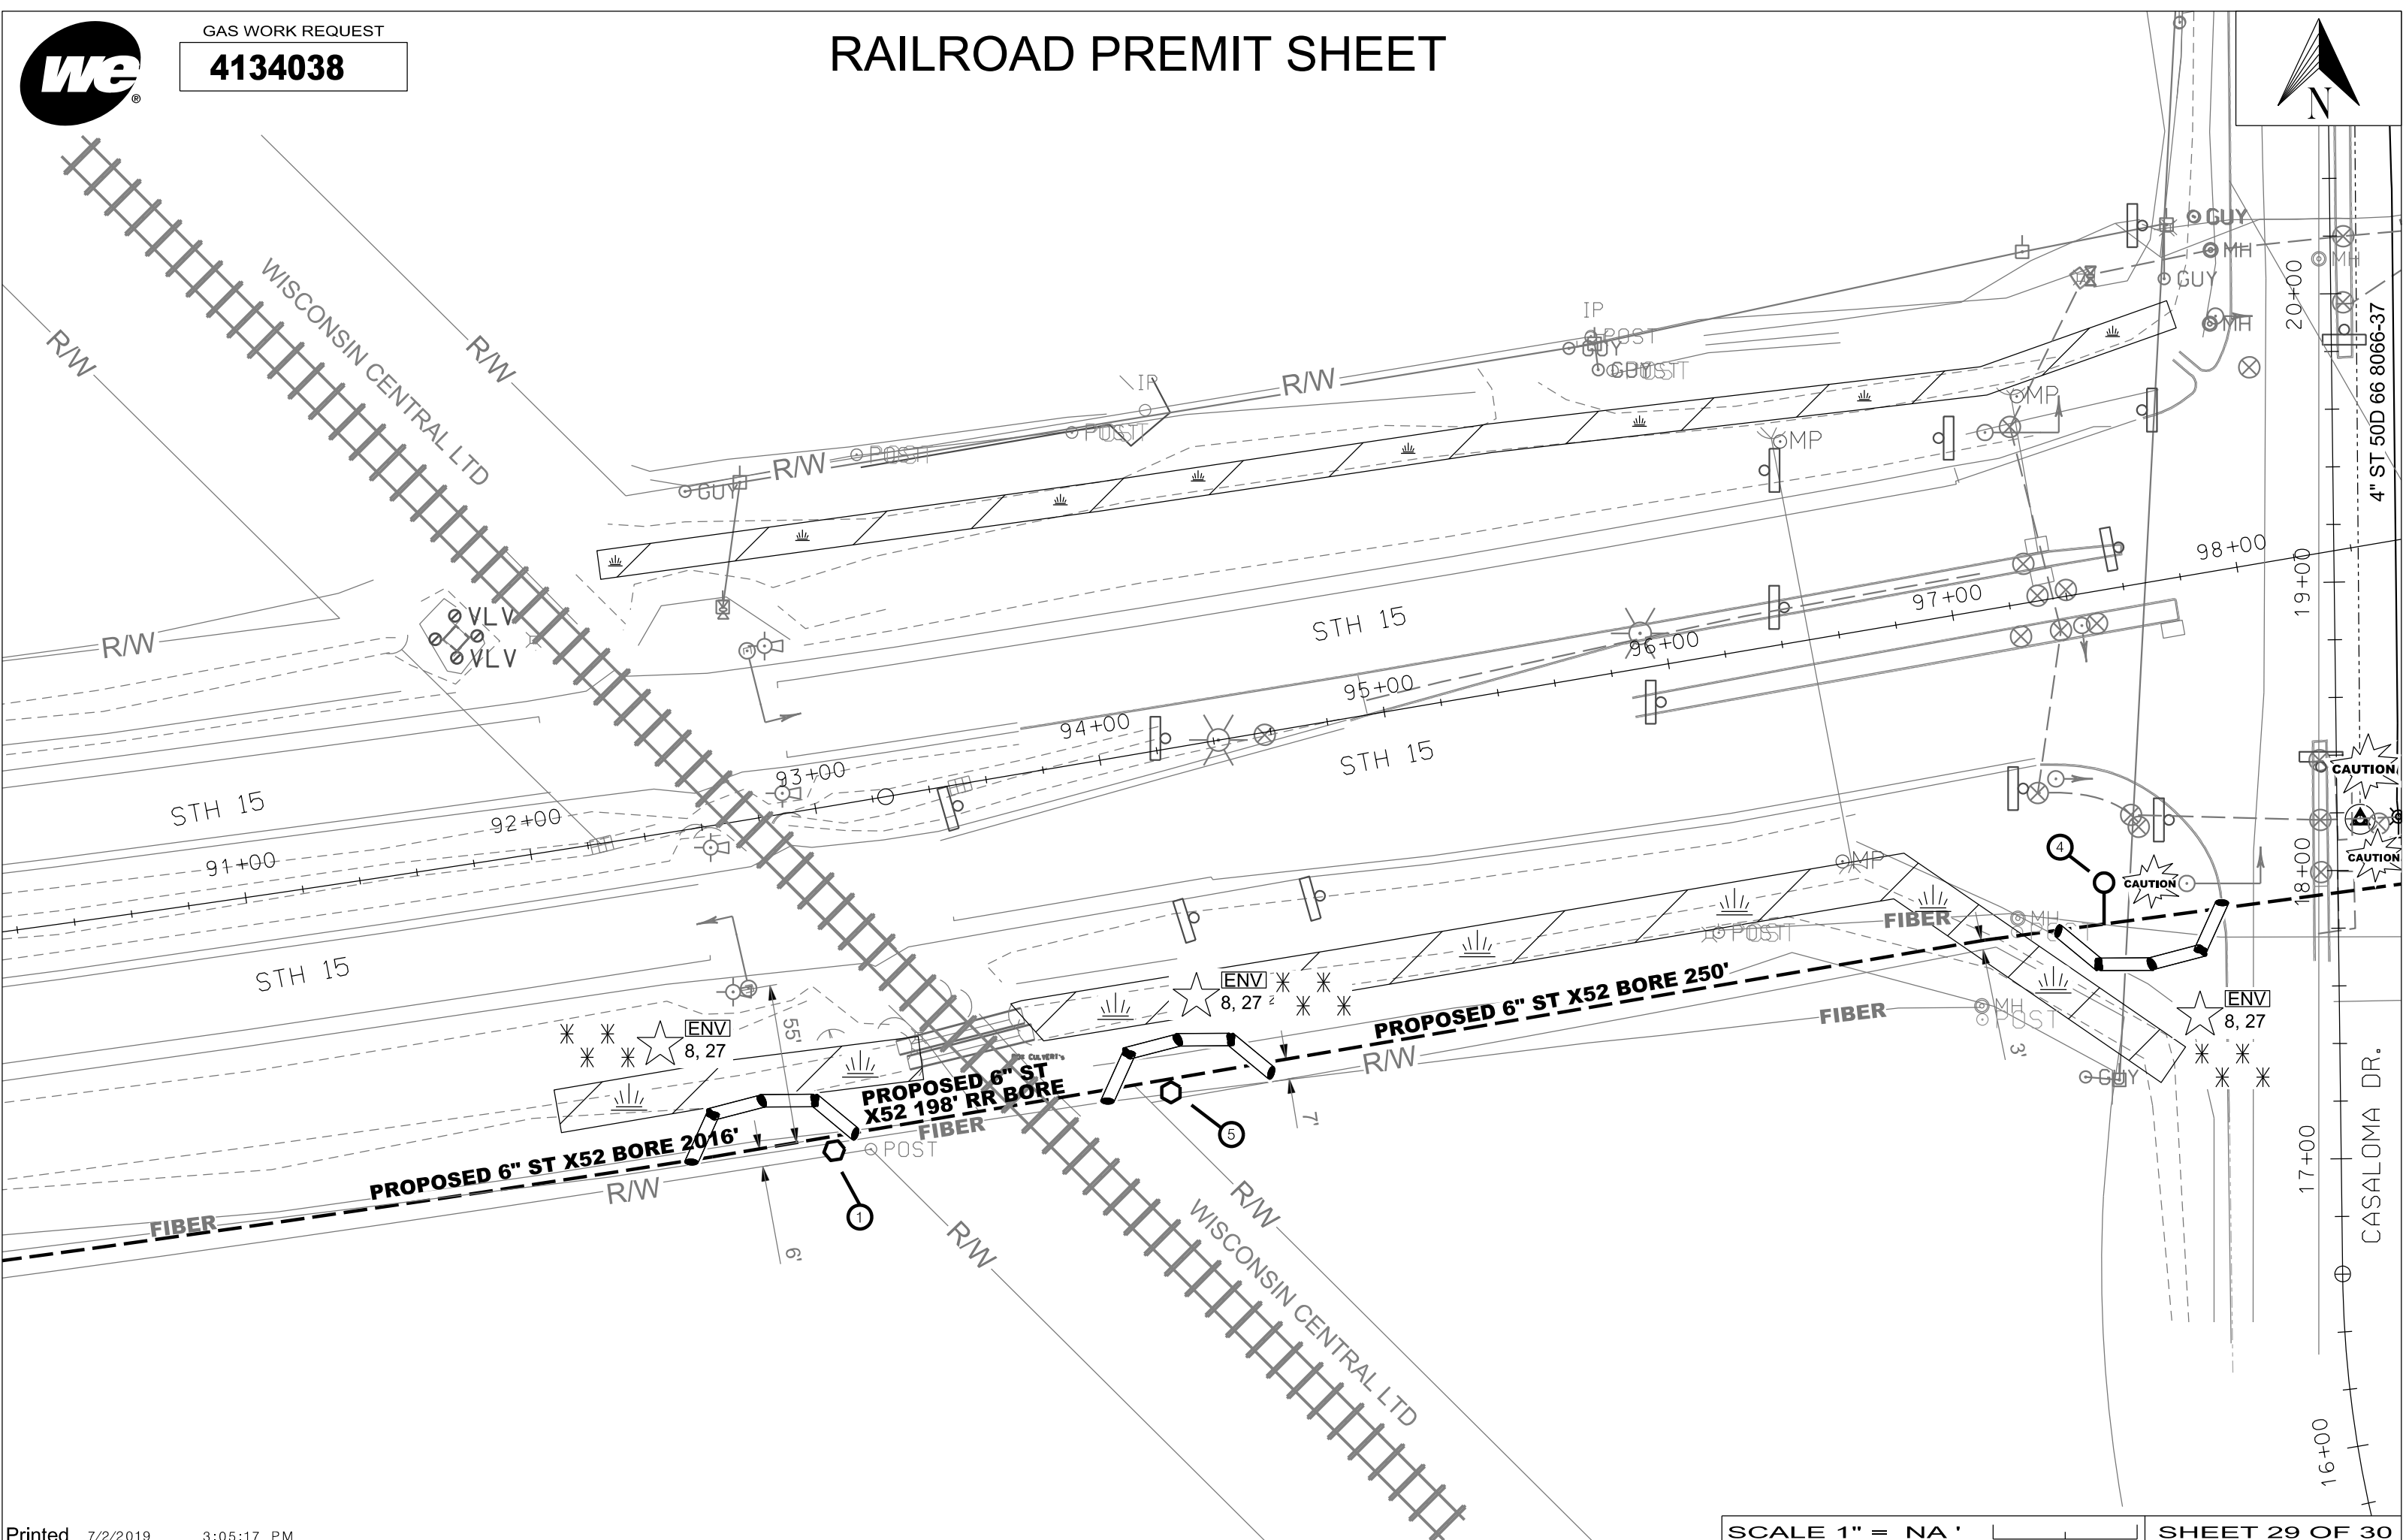 we®
GAS WORK REQUEST
4134038
RAILROAD PREMIT SHEET
N
WISCONSIN CENTRAL LTD
R/W
R/W
R/W
GUY
MH
MH
GUY
MH
20+00
4" ST 50D 66 8066-37
IP
POST
GUY
GUY
POST
IP
R/W
POST
R/W
POST
GUY
MP
MP
VLV
VLV
STH 15
98+00
97+00
96+00
95+00
94+00
93+00
92+00
91+00
19+00
STH 15
STH 15
STH 15
CAUTION
CAUTION
CAUTION
18+00
4
MP
FIBER
MH
POST
POST
ENV
8, 27
PROPOSED 6" ST X52 BORE 250'
FIBER
MH
POST
ENV
8, 27
3'
GUY
R/W
7'
5
55'
ENV
8, 27
PROPOSED 6" ST
X52 198' RR BORE
FIBER
PROPOSED 6" ST X52 BORE 2016'
POST
R/W
FIBER
6'
1
R/W
R/W
WISCONSIN CENTRAL LTD
17+00
CASALOMA DR.
16+00
Printed 7/2/2019 3:05:17 PM
SCALE 1" = NA '
SHEET 29 OF 30